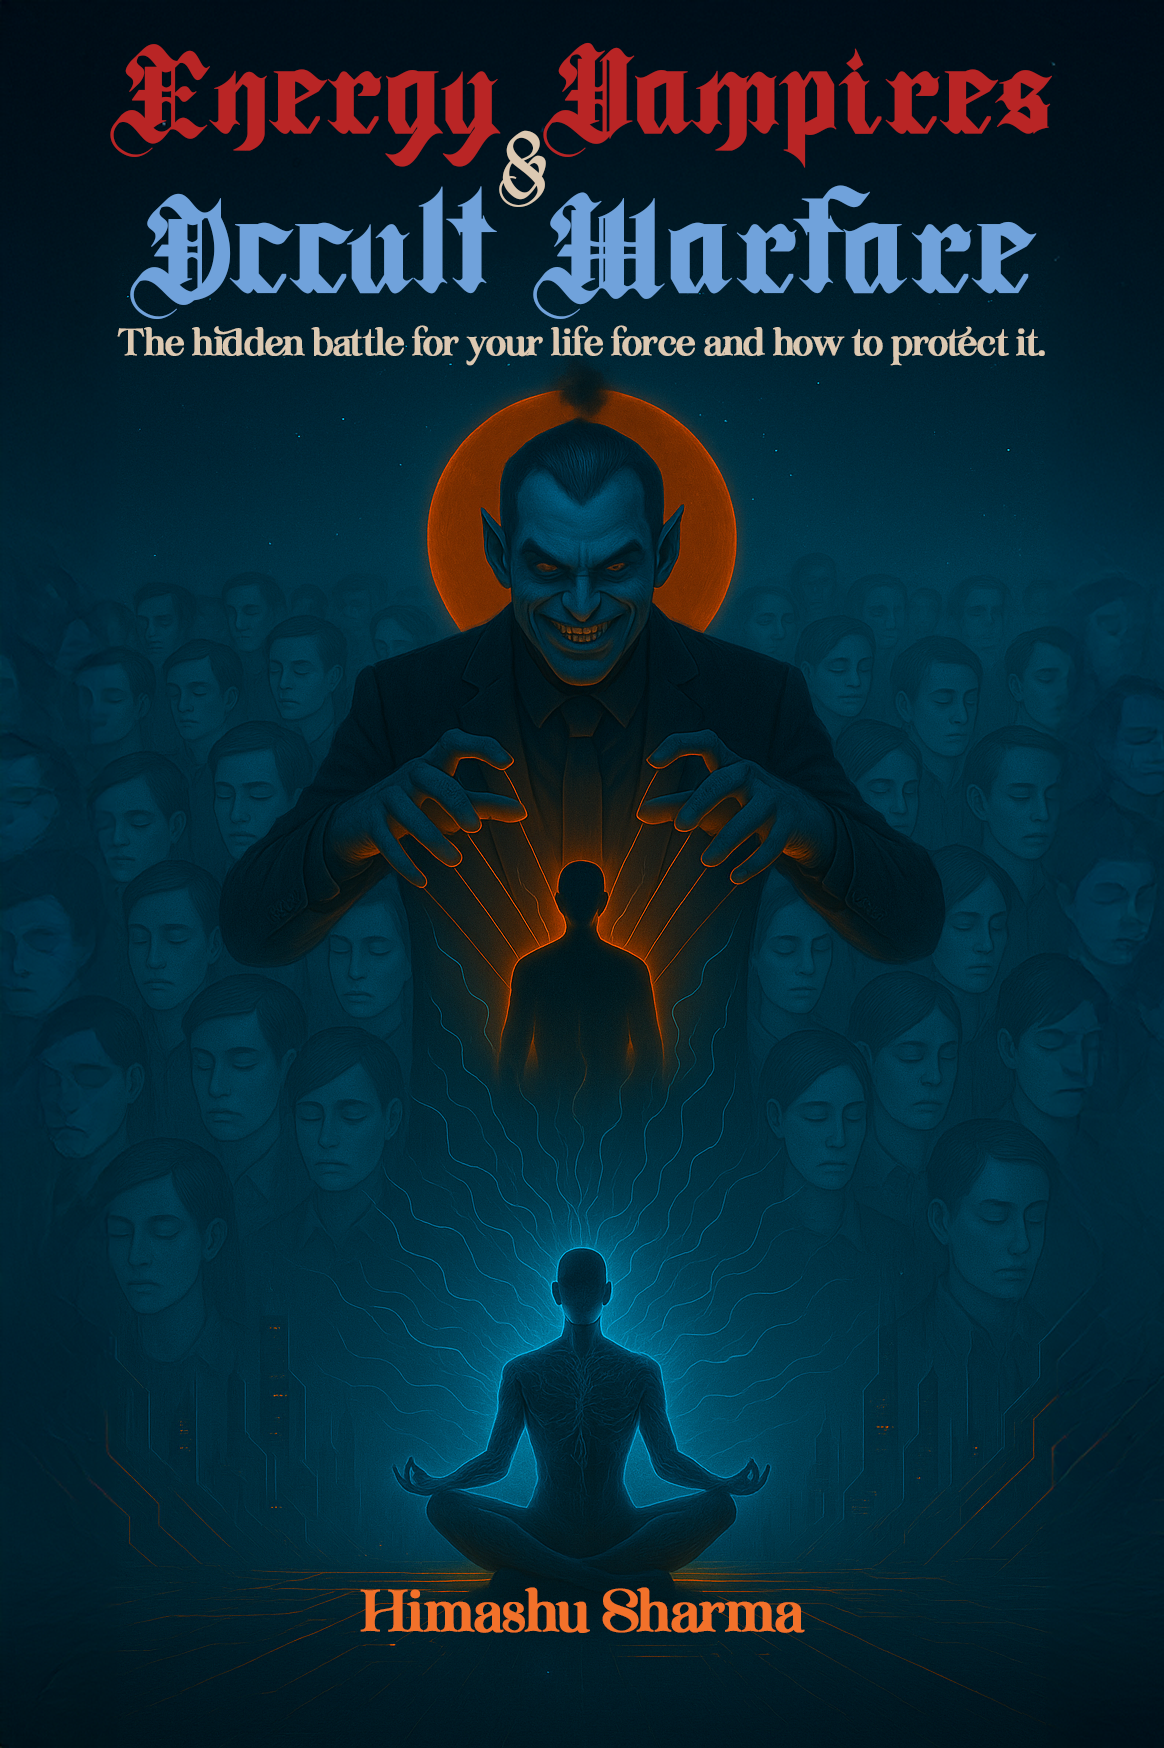 Energy Vampires
&
Occult Warfare
The hidden battle for your life force and how to protect it.
Himashu Sharma